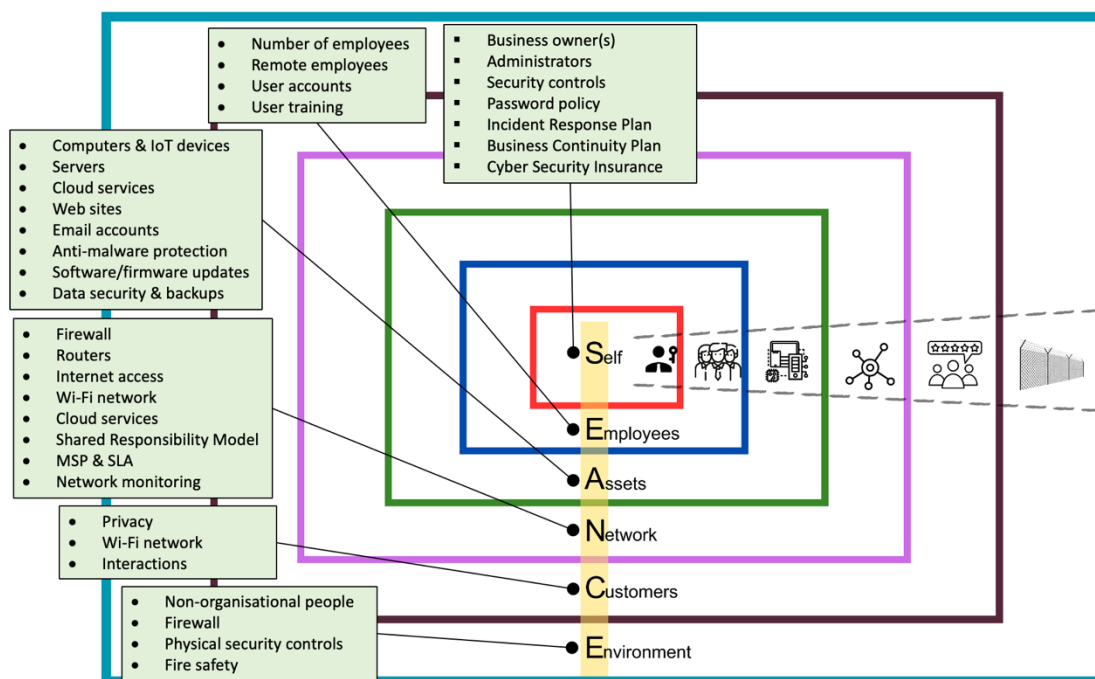 • Number of employees
• Remote employees
• User accounts
• User training
▪ Business owner(s)
▪ Administrators
▪ Security controls
▪ Password policy
▪ Incident Response Plan
▪ Business Continuity Plan
▪ Cyber Security Insurance
• Computers & IoT devices
• Servers
• Cloud services
• Web sites
• Email accounts
• Anti-malware protection
• Software/firmware updates
• Data security & backups
• Firewall
• Routers
• Internet access
• Wi-Fi network
• Cloud services
• Shared Responsibility Model
• MSP & SLA
• Network monitoring
• Privacy
• Wi-Fi network
• Interactions
• Non-organisational people
• Firewall
• Physical security controls
• Fire safety
Self
Employees
Assets
Network
Customers
Environment